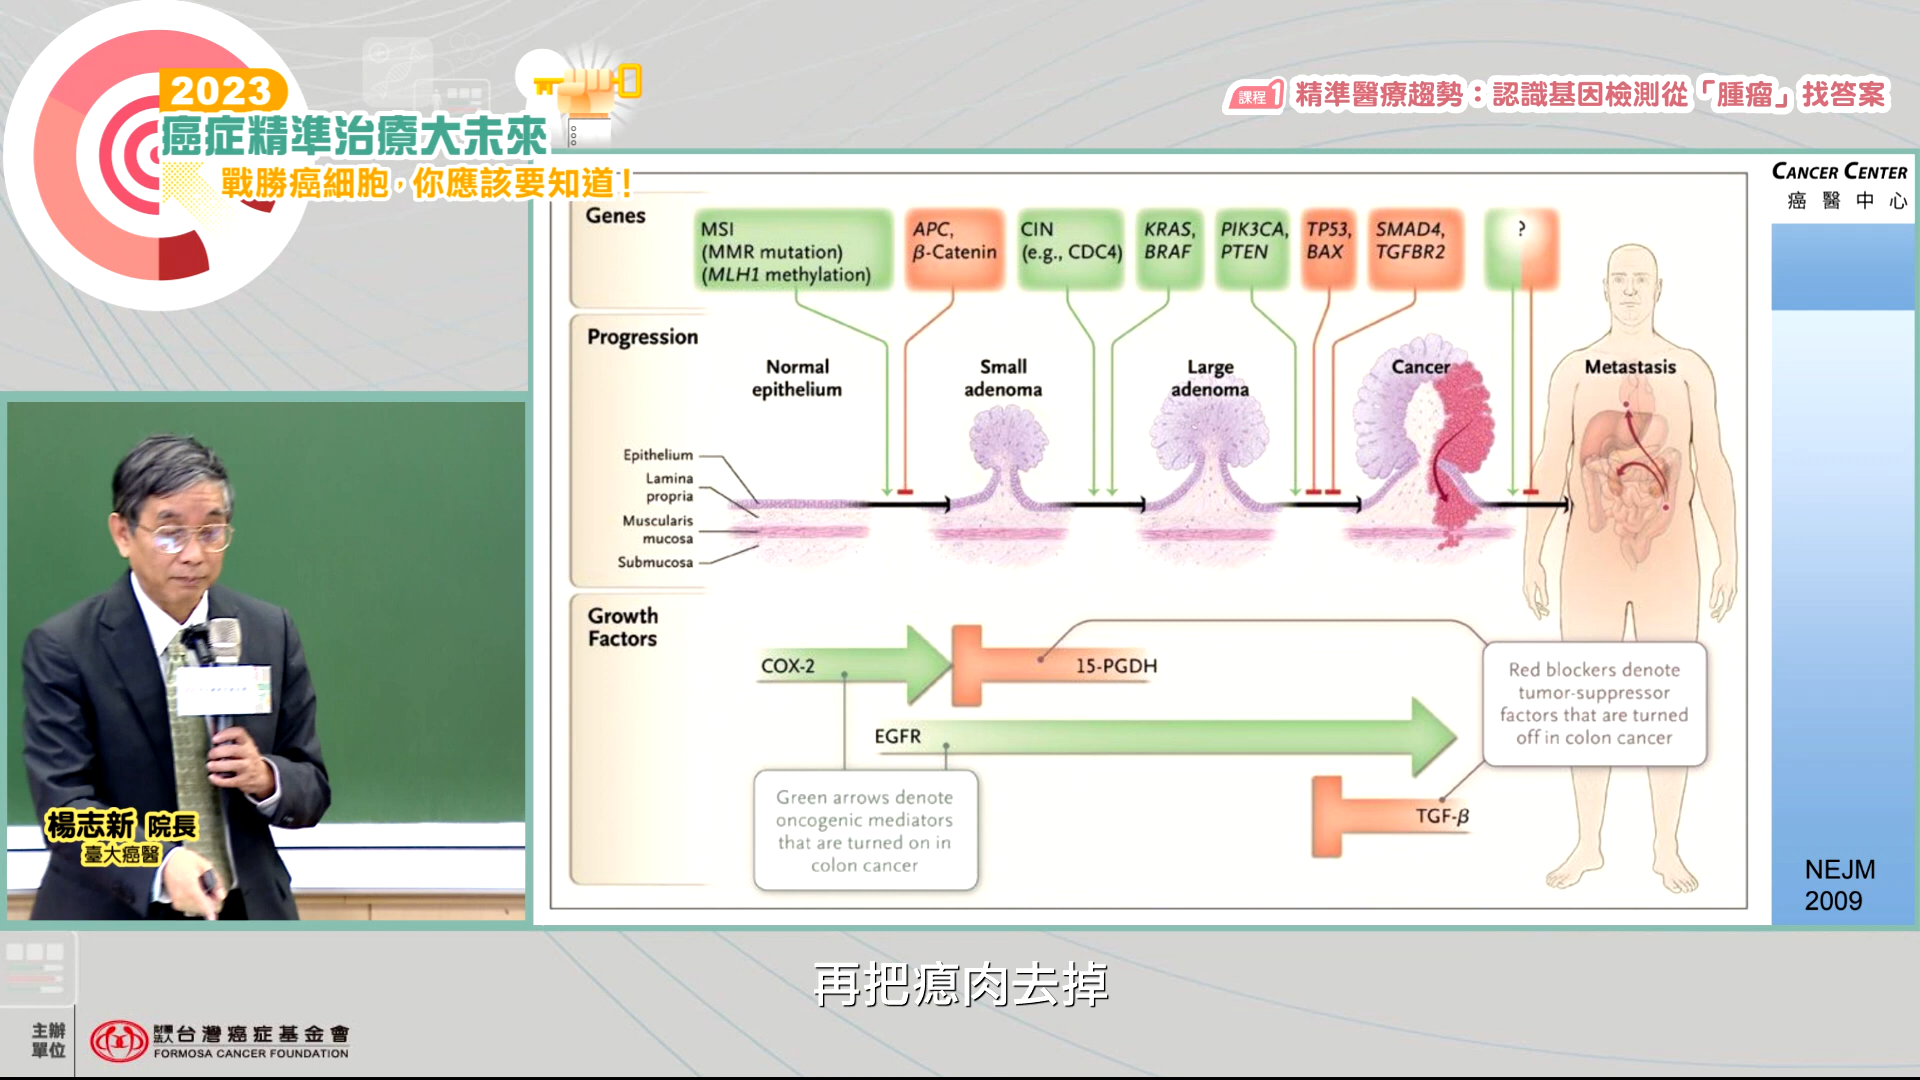 2023
癌症精準治療大未來
戰勝癌細胞,你應該要知道!
課程1 精準醫療趨勢:認識基因檢測從「腫瘤」找答案
CANCER CENTER
癌 醫 中 心
Genes
MSI
(MMR mutation)
(MLH1 methylation)
APC,
β-Catenin
CIN
(e.g., CDC4)
KRAS,
BRAF
PIK3CA,
PTEN
TP53,
BAX
SMAD4,
TGFBR2
?
Progression
Normal
epithelium
Small
adenoma
Large
adenoma
Cancer
Metastasis
Epithelium
Lamina
propria
Muscularis
mucosa
Submucosa
Growth
Factors
COX-2
15-PGDH
EGFR
TGF-β
Red blockers denote
tumor-suppressor
factors that are turned
off in colon cancer
Green arrows denote
oncogenic mediators
that are turned on in
colon cancer
NEJM
2009
楊志新 院長
臺大癌醫
再把瘜肉去掉
主辦
單位
財團
法人 台灣癌症基金會
FORMOSA CANCER FOUNDATION